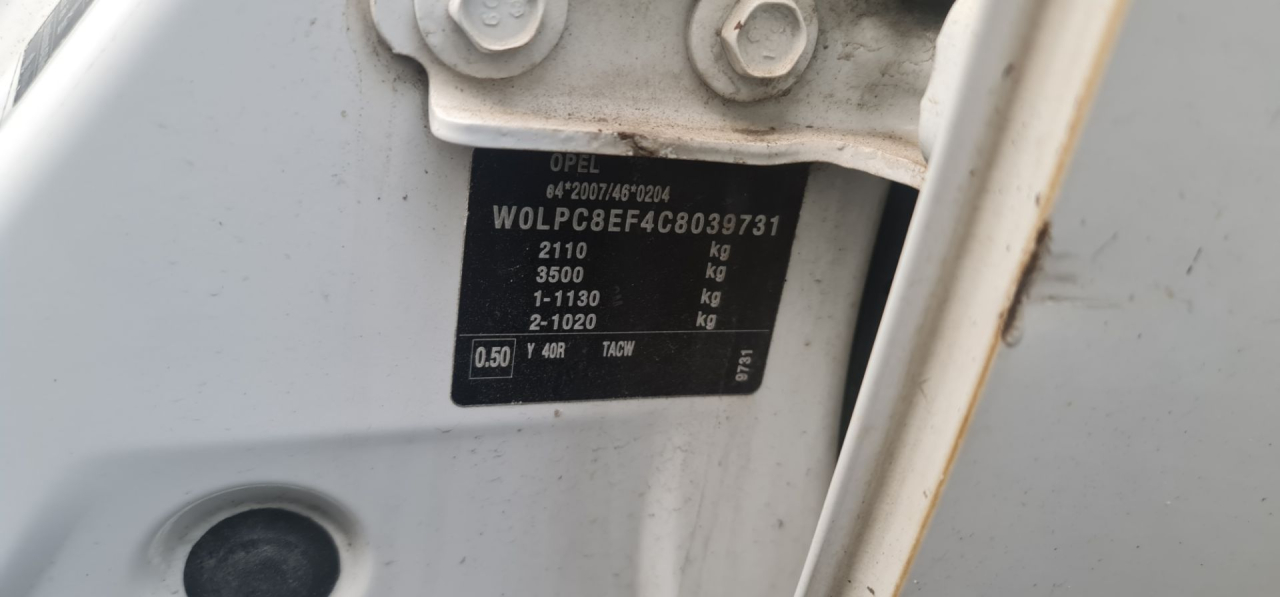 OPEL
e4*2007/46*0204
W0LPC8EF4C8039731
2110 kg
3500 kg
1-1130 kg
2-1020 kg
0.50 Y 40R TACW
9731